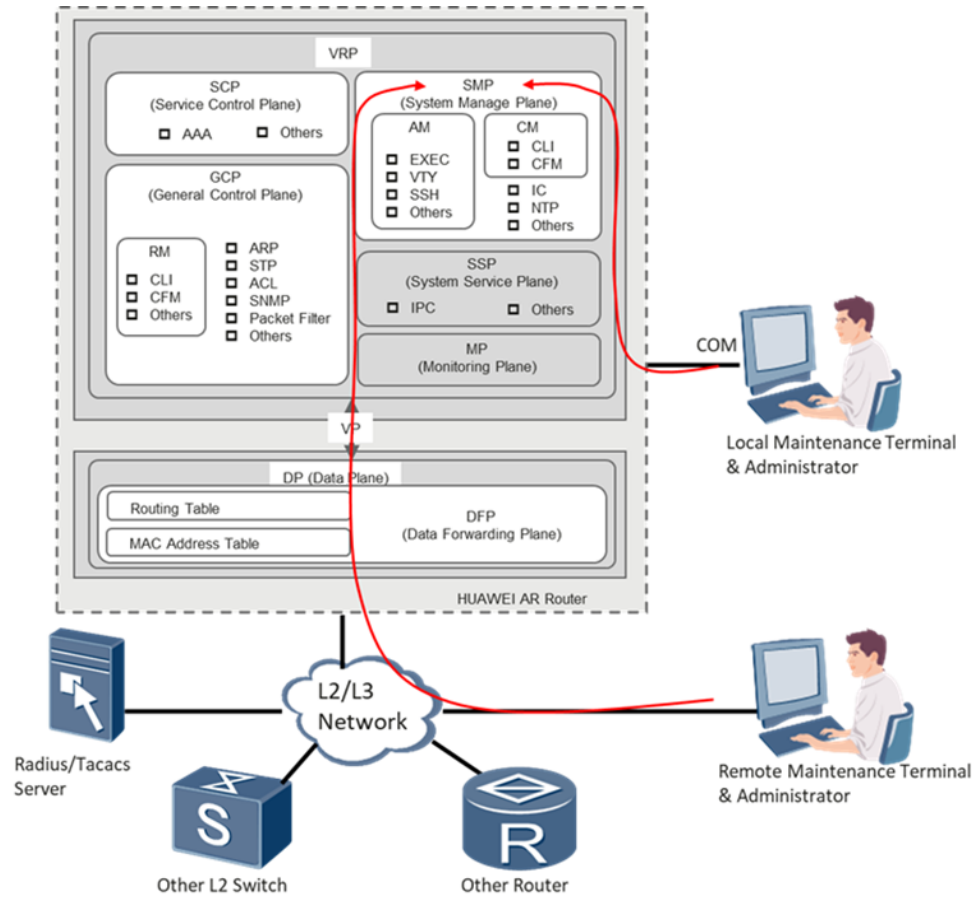 VRP
SCP
(Service Control Plane)
AAA
Others
SMP
(System Manage Plane)
AM
EXEC
VTY
SSH
Others
CM
CLI
CFM
IC
NTP
Others
GCP
(General Control Plane)
RM
CLI
CFM
Others
ARP
STP
ACL
SNMP
Packet Filter
Others
SSP
(System Service Plane)
IPC
Others
MP
(Monitoring Plane)
COM
Local Maintenance Terminal
& Administrator
VP
DP (Data Plane)
Routing Table
MAC Address Table
DFP
(Data Forwarding Plane)
HUAWEI AR Router
L2/L3
Network
Radius/Tacacs
Server
Remote Maintenance Terminal
& Administrator
S
R
Other L2 Switch
Other Router